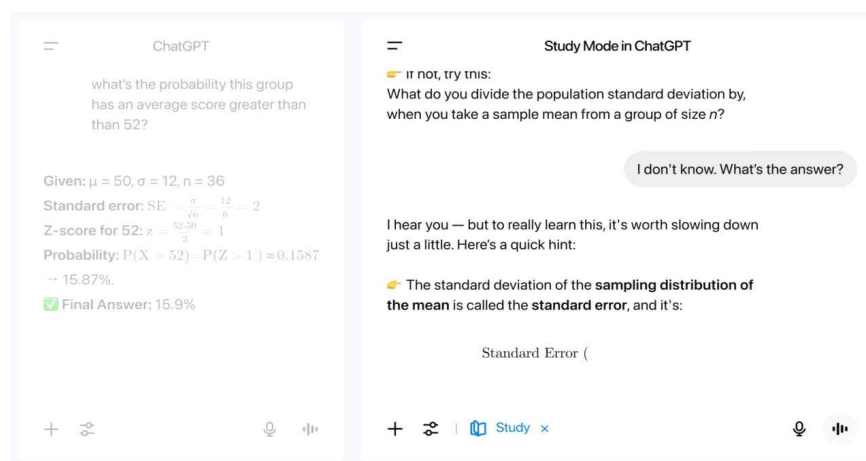 ChatGPT
what's the probability this group
has an average score greater than
than 52?
Given: μ = 50, σ = 12, n = 36
Standard error: SE = σ/√n = 12/6 = 2
Z-score for 52: z = 52-50/2 = 1
Probability: P(X > 52) = P(Z > 1) ≈ 0.1587
→ 15.87%.
✅ Final Answer: 15.9%
Study Mode in ChatGPT
👉 If not, try this:
What do you divide the population standard deviation by,
when you take a sample mean from a group of size n?
I don't know. What's the answer?
I hear you — but to really learn this, it's worth slowing down
just a little. Here's a quick hint:
👉 The standard deviation of the sampling distribution of
the mean is called the standard error, and it's:
Standard Error (
Study ×